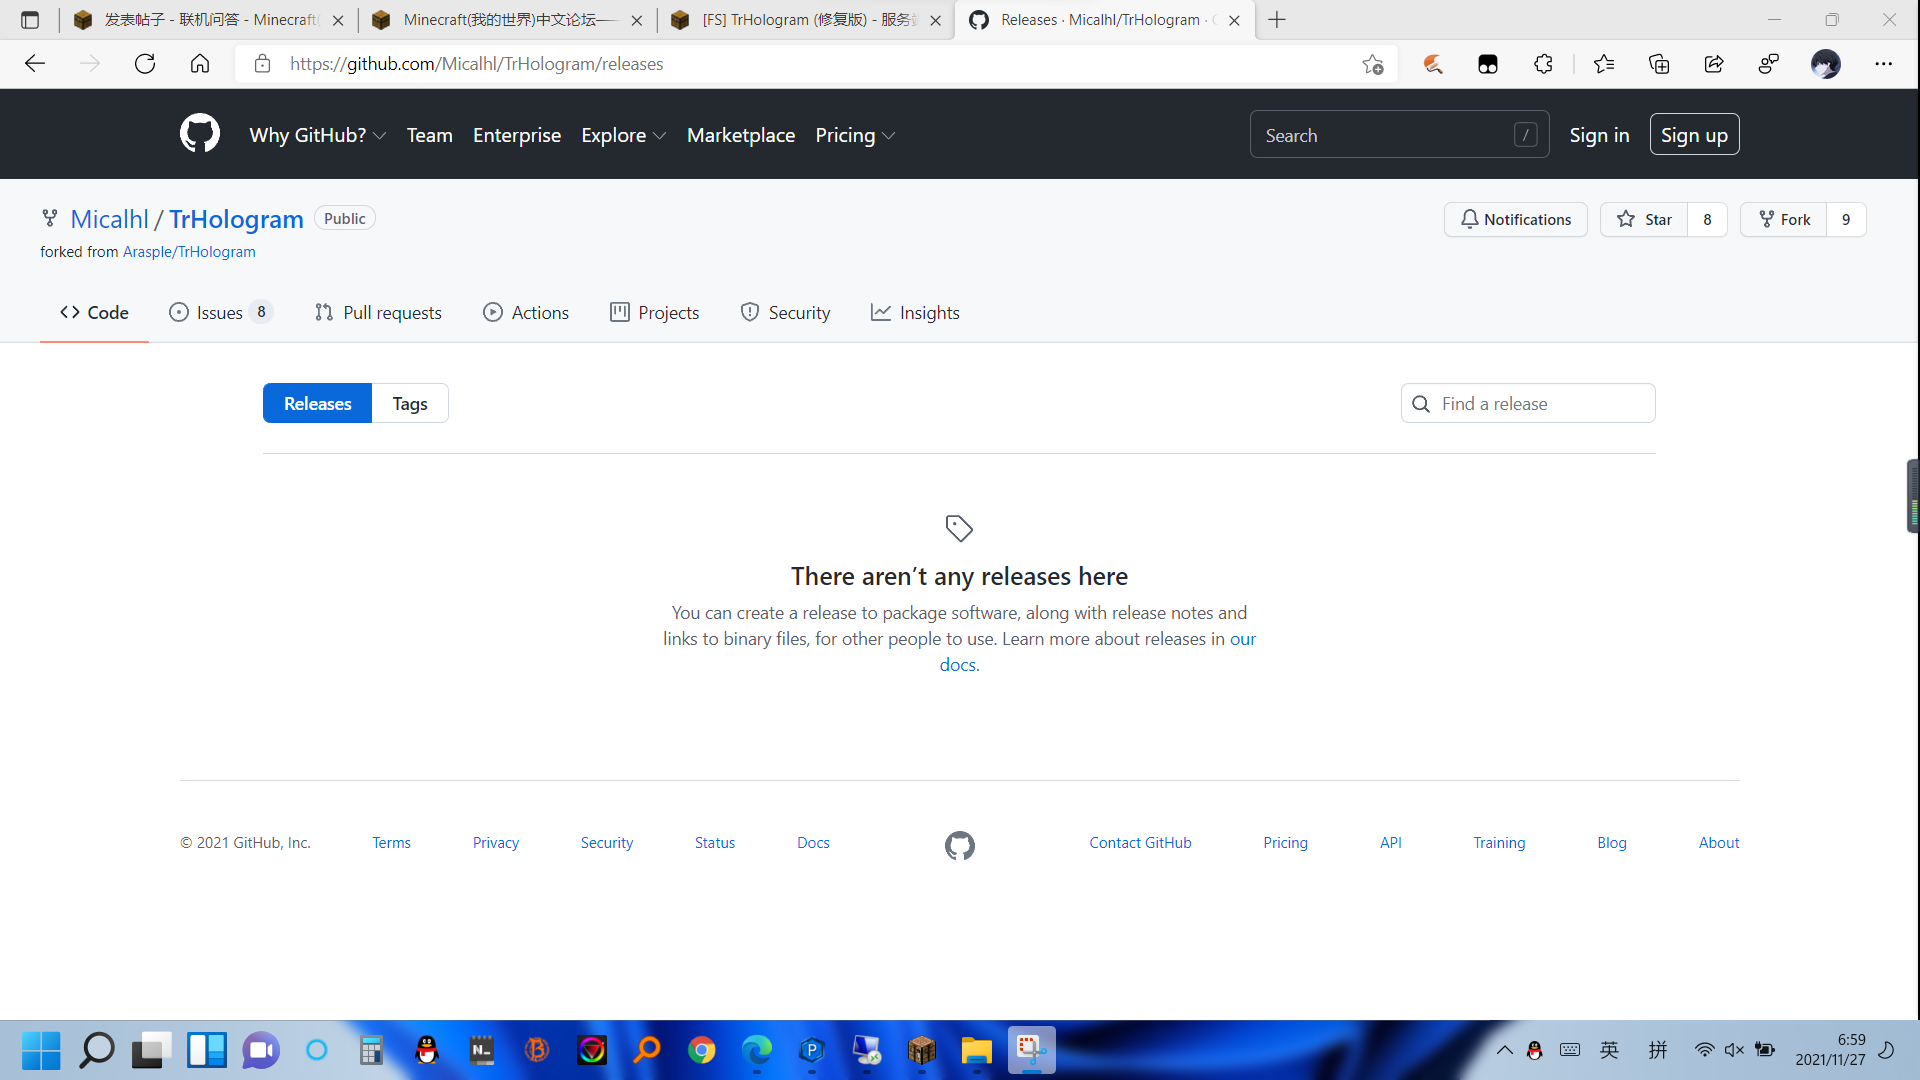 发表帖子 - 联机问答 - Minecraft(
Minecraft(我的世界)中文论坛——
[FS] TrHologram (修复版) - 服务
Releases · Micalhl/TrHologram ·
https://github.com/Micalhl/TrHologram/releases
Why GitHub?
Team
Enterprise
Explore
Marketplace
Pricing
Search
/
Sign in
Sign up
Micalhl / TrHologram
Public
Notifications
Star
8
Fork
9
forked from Arasple/TrHologram
Code
Issues
8
Pull requests
Actions
Projects
Security
Insights
Releases
Tags
Find a release
There aren’t any releases here
You can create a release to package software, along with release notes and
links to binary files, for other people to use. Learn more about releases in our
docs.
© 2021 GitHub, Inc.
Terms
Privacy
Security
Status
Docs
Contact GitHub
Pricing
API
Training
Blog
About
英
拼
6:59
2021/11/27